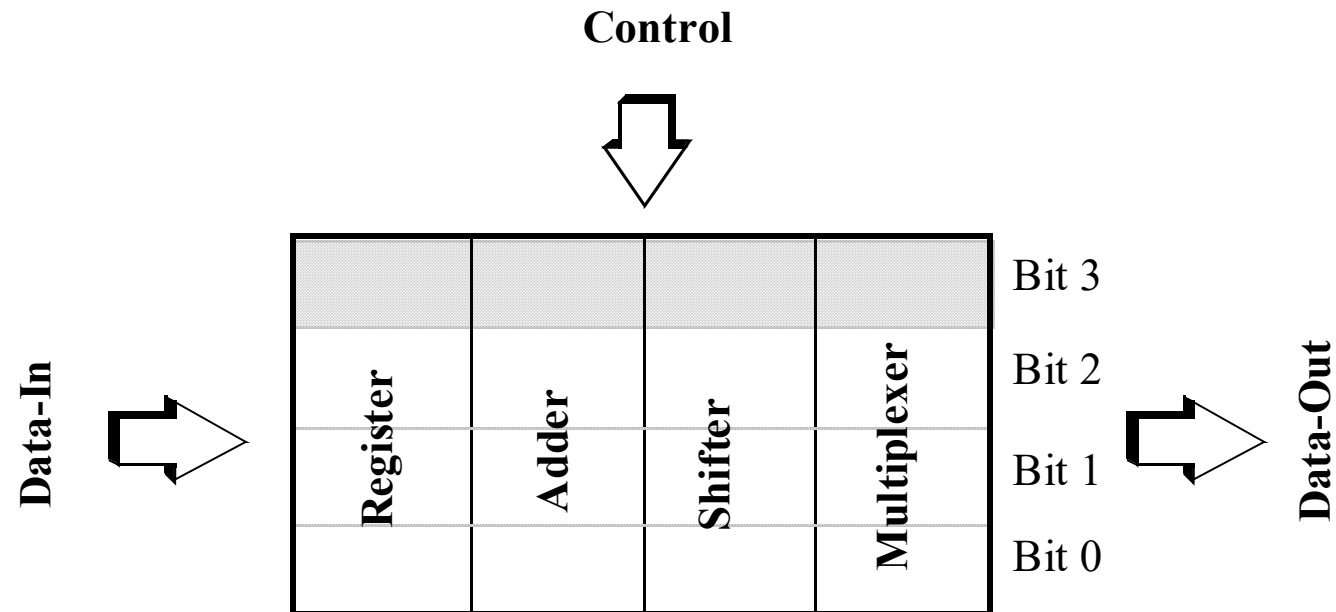 Control
Bit 3
Bit 2
Bit 1
Bit 0
Data-In
Register
Adder
Shifter
Multiplexer
Data-Out